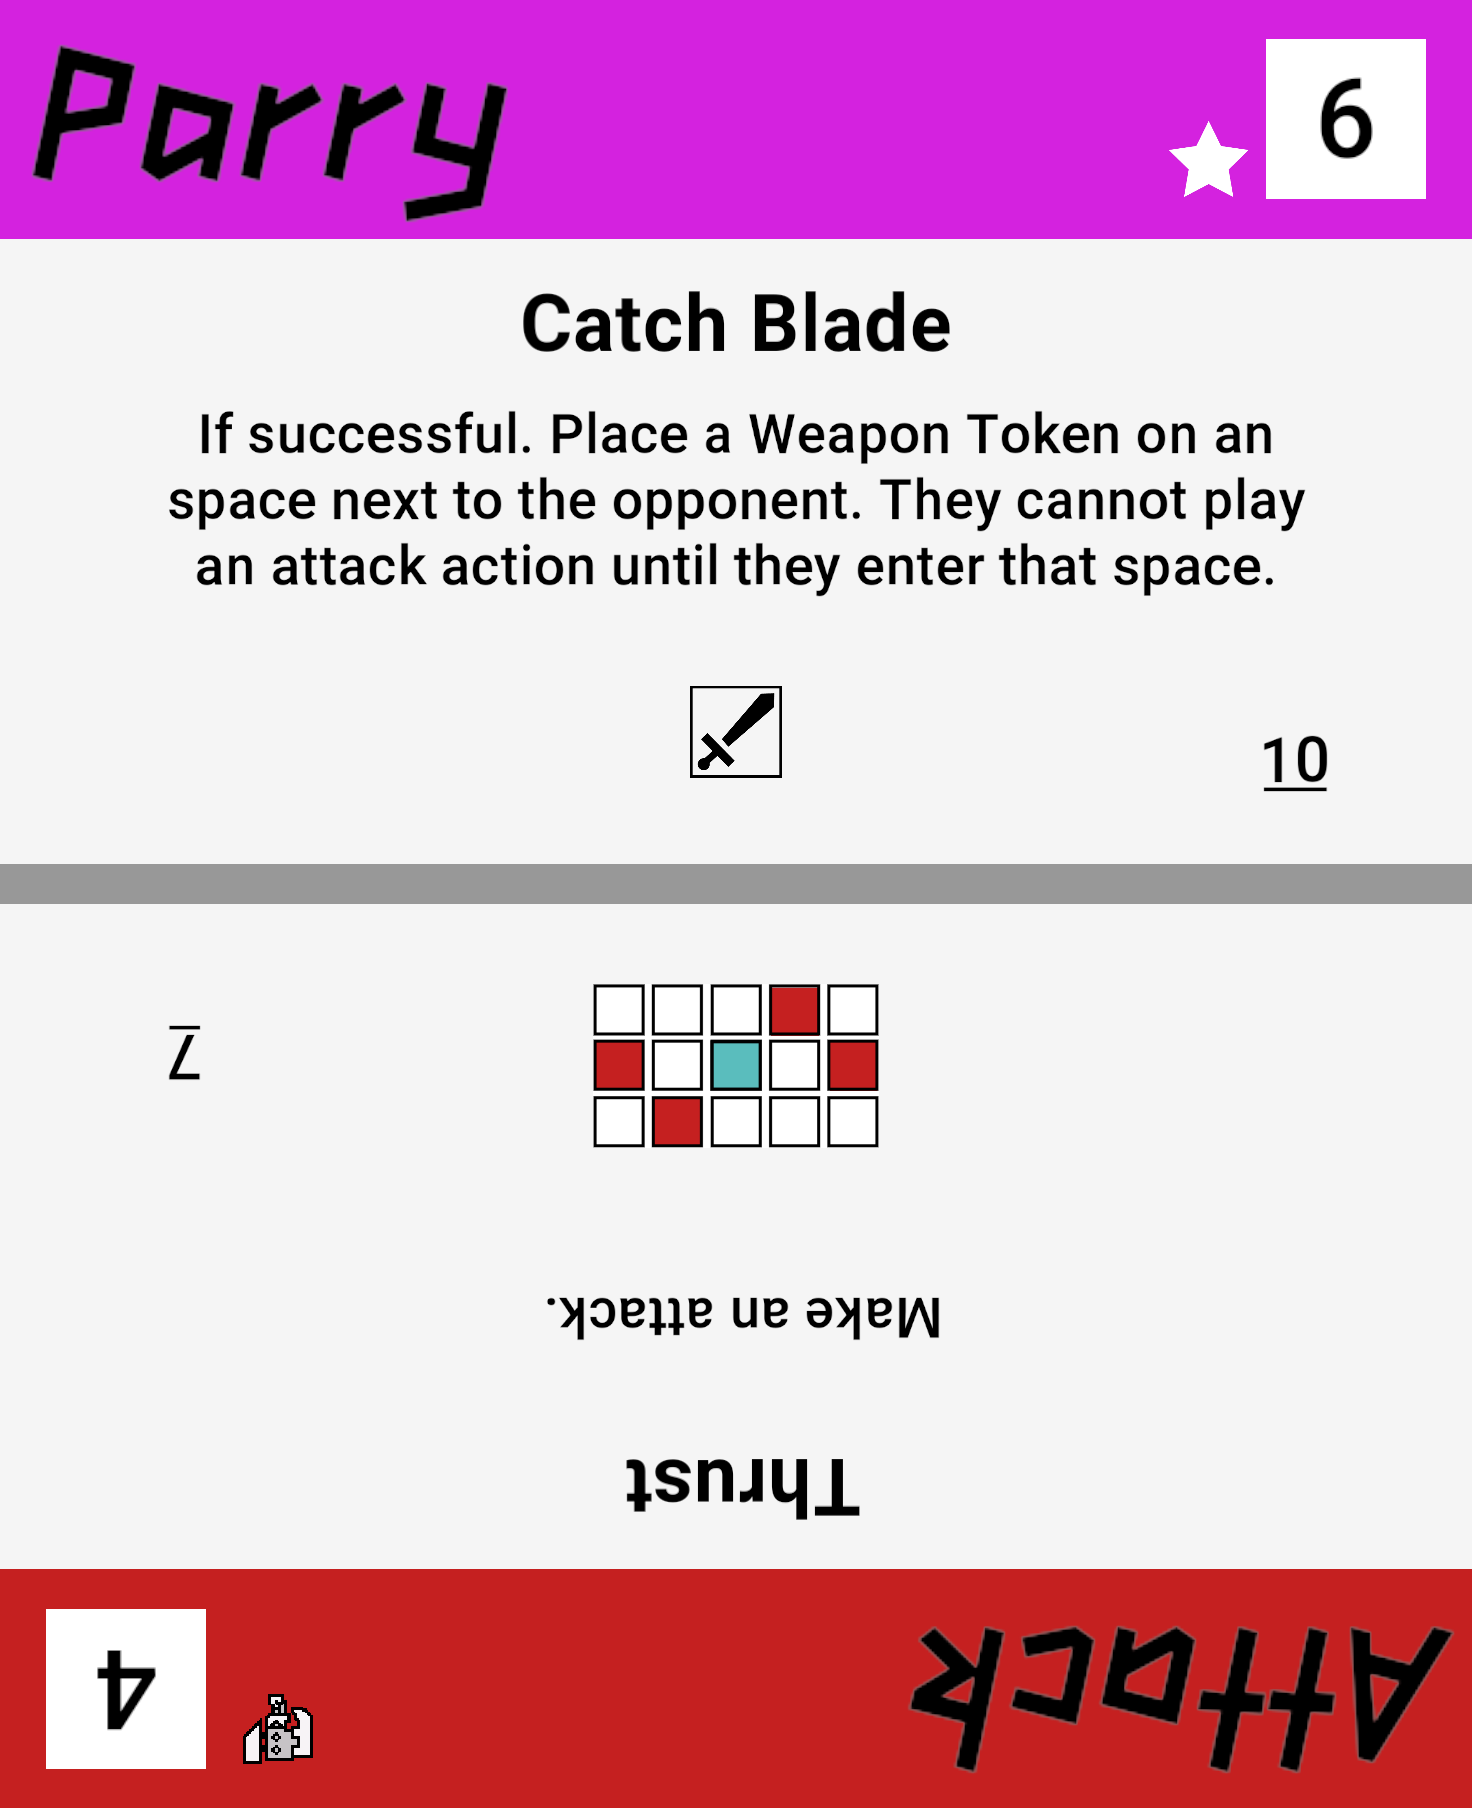 Parry
6
Catch Blade
If successful. Place a Weapon Token on an
space next to the opponent. They cannot play
an attack action until they enter that space.
10
Attack
4
Thrust
Make an attack.
7